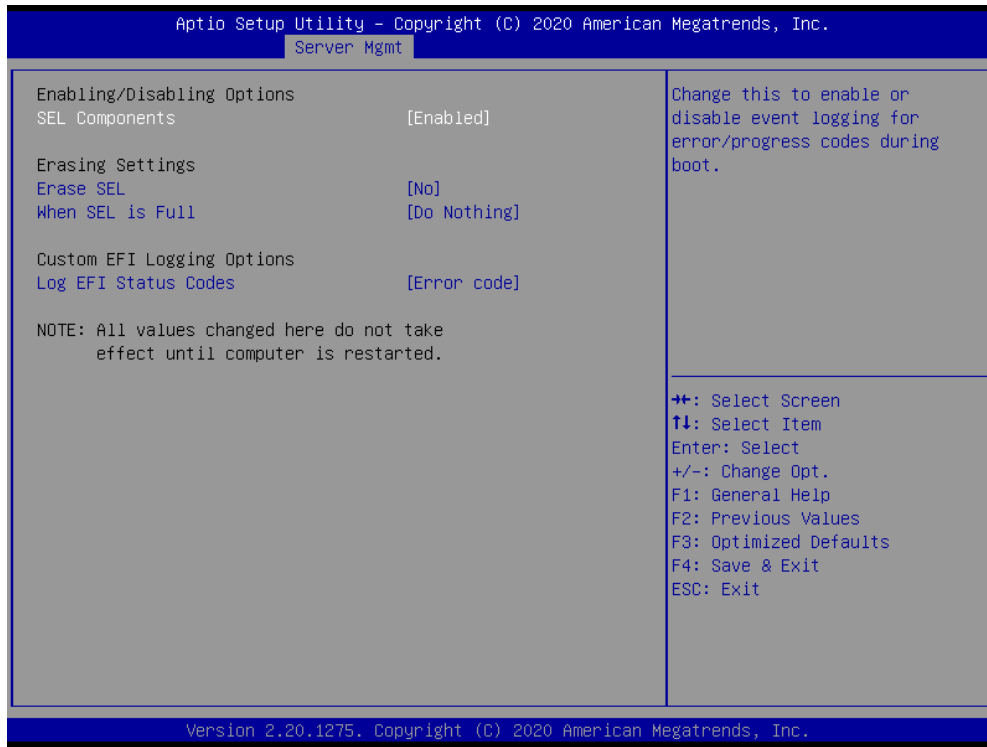 Aptio Setup Utility – Copyright (C) 2020 American Megatrends, Inc.
Server Mgmt
Enabling/Disabling Options
SEL Components [Enabled]
Erasing Settings
Erase SEL [No]
When SEL is Full [Do Nothing]
Custom EFI Logging Options
Log EFI Status Codes [Error code]
NOTE: All values changed here do not take
effect until computer is restarted.
Change this to enable or
disable event logging for
error/progress codes during
boot.
→←: Select Screen
↑↓: Select Item
Enter: Select
+/-: Change Opt.
F1: General Help
F2: Previous Values
F3: Optimized Defaults
F4: Save & Exit
ESC: Exit
Version 2.20.1275. Copyright (C) 2020 American Megatrends, Inc.